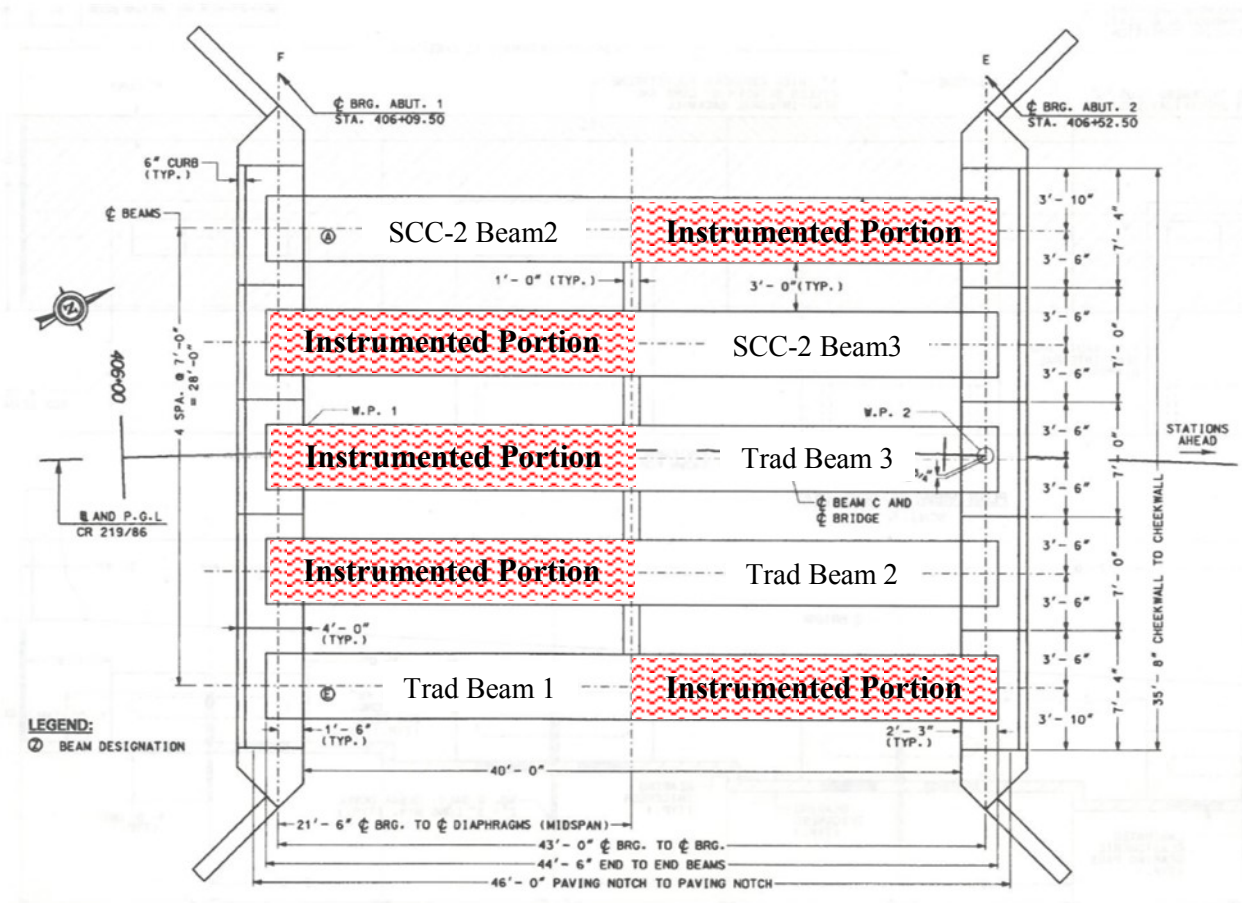 F
E
℄ BRG. ABUT. 1
STA. 406+09.50
℄ BRG. ABUT. 2
STA. 406+52.50
6" CURB
(TYP.)
℄ BEAMS
A
SCC-2 Beam2
Instrumented Portion
3'- 10"
3'- 6"
7'- 4"
1'- 0" (TYP.)
3'- 0"(TYP.)
Z
406+00
4 SPA. @ 7'-0"
= 28'-0"
Instrumented Portion
SCC-2 Beam3
3'- 6"
3'- 6"
7'- 0"
W.P. 1
W.P. 2
STATIONS
AHEAD
Instrumented Portion
Trad Beam 3
3/4"
3'- 6"
3'- 6"
7'- 0"
35'- 8" CHEEKWALL TO CHEEKWALL
℄ BEAM C AND
℄ BRIDGE
AND P.G.L
CR 219/86
Instrumented Portion
Trad Beam 2
3'- 6"
3'- 6"
7'- 0"
4'- 0"
(TYP.)
E
Trad Beam 1
Instrumented Portion
3'- 6"
3'- 10"
7'- 4"
LEGEND:
Z BEAM DESIGNATION
1'- 6"
(TYP.)
2'- 3"
(TYP.)
40'- 0"
21'- 6" ℄ BRG. TO ℄ DIAPHRAGMS (MIDSPAN)
43'- 0" ℄ BRG. TO ℄ BRG.
44'- 6" END TO END BEAMS
46'- 0" PAVING NOTCH TO PAVING NOTCH